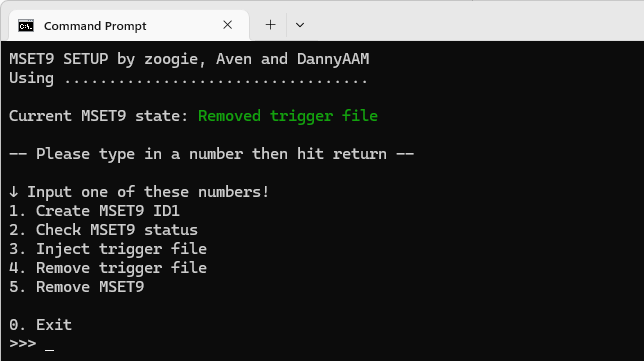 Command Prompt
MSET9 SETUP by zoogie, Aven and DannyAAM
Using ..................................
Current MSET9 state: Removed trigger file
-- Please type in a number then hit return --
↓ Input one of these numbers!
1. Create MSET9 ID1
2. Check MSET9 status
3. Inject trigger file
4. Remove trigger file
5. Remove MSET9
0. Exit
>>> _